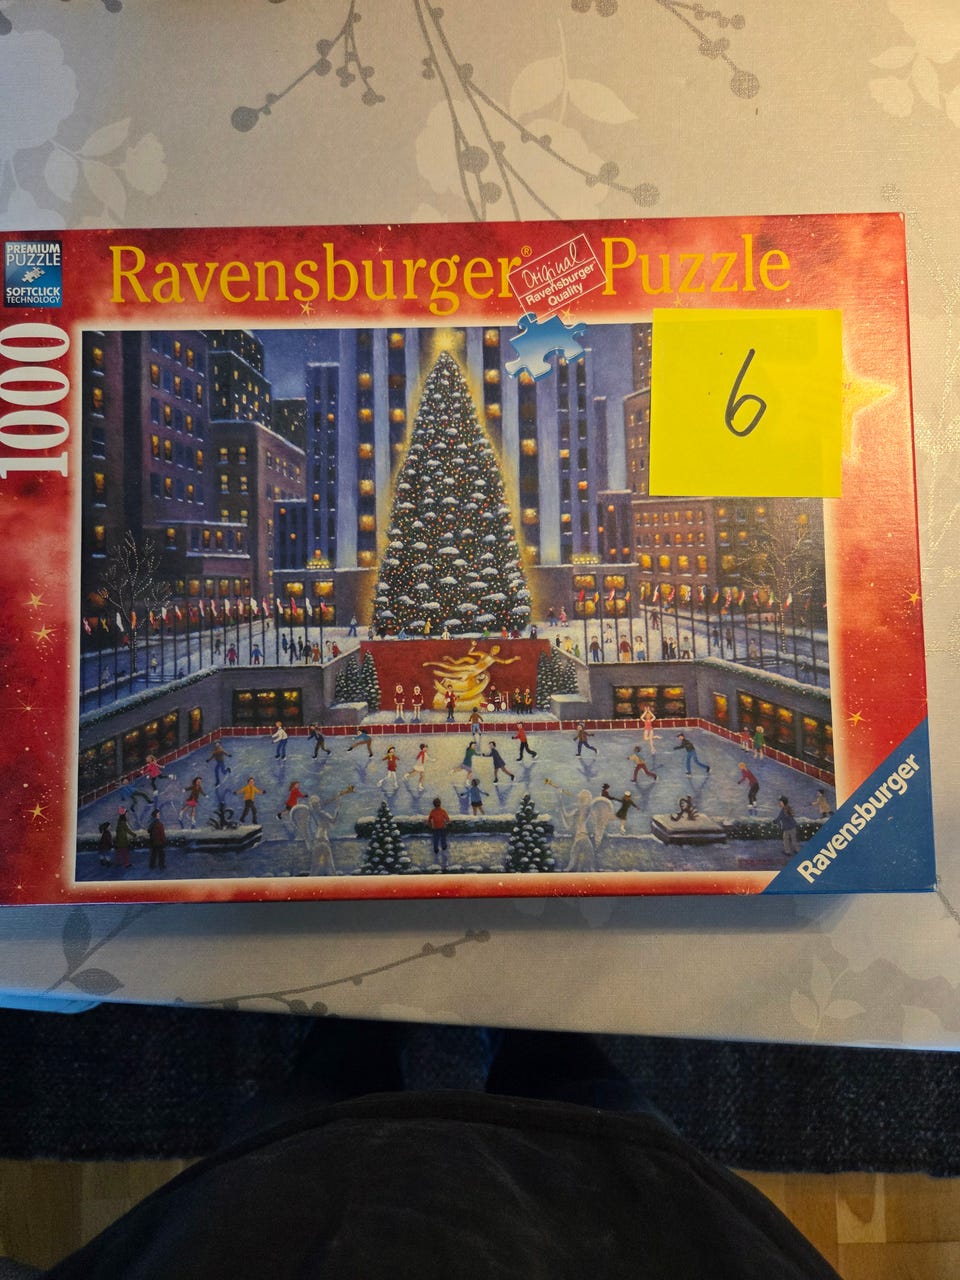 PREMIUM
PUZZLE
SOFTCLICK
TECHNOLOGY
Ravensburger® Puzzle
Original
Ravensburger
Quality
1000
6
Ravensburger